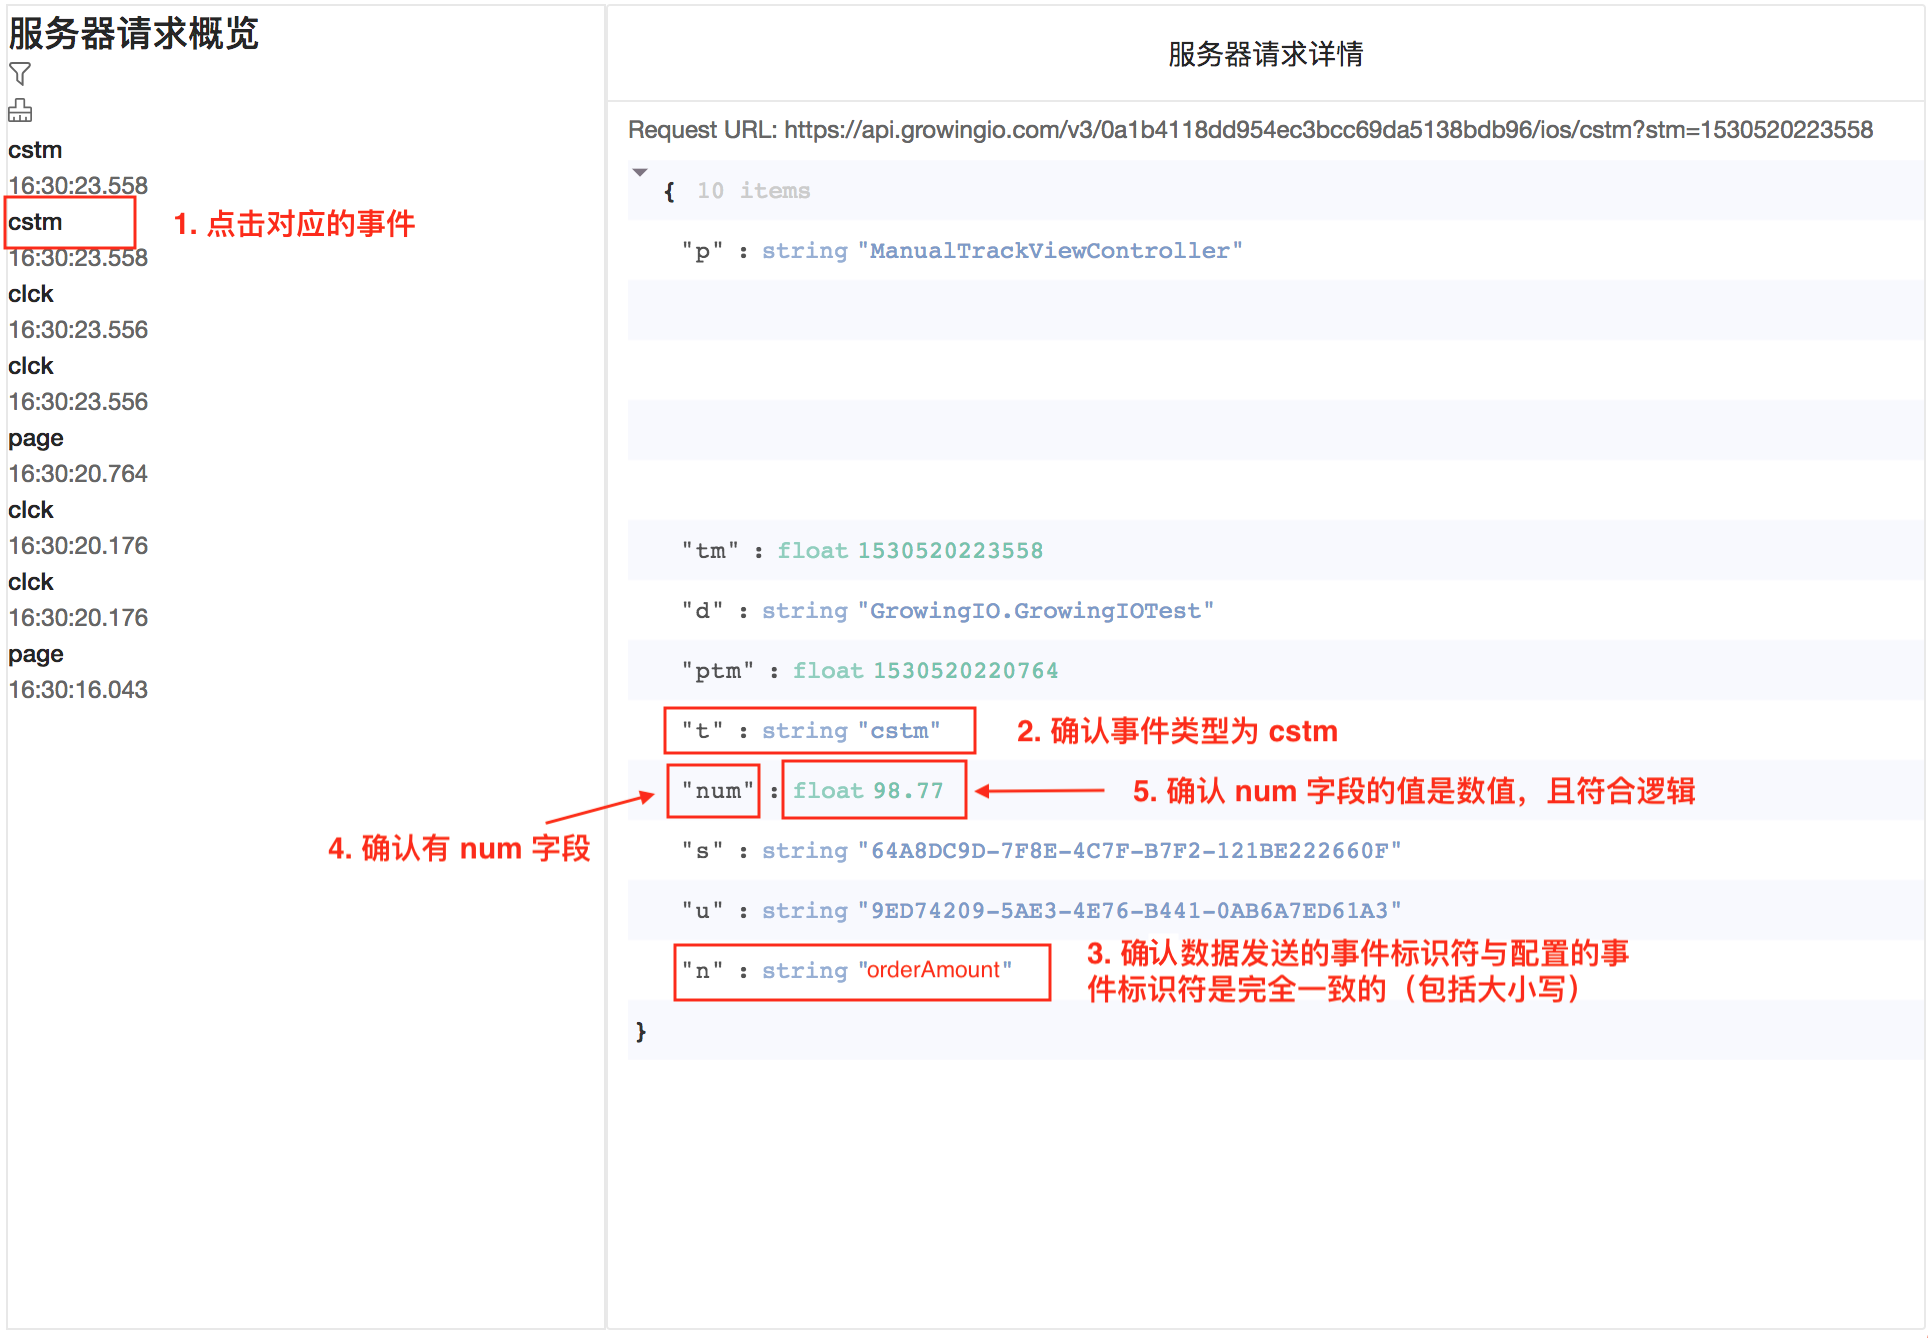 服务器请求概览
cstm
16:30:23.558
cstm
1. 点击对应的事件
16:30:23.558
clck
16:30:23.556
clck
16:30:23.556
page
16:30:20.764
clck
16:30:20.176
clck
16:30:20.176
page
16:30:16.043
服务器请求详情
Request URL: https://api.growingio.com/v3/0a1b4118dd954ec3bcc69da5138bdb96/ios/cstm?stm=1530520223558
{ 10 items
"p" : string "ManualTrackViewController"
"tm" : float 1530520223558
"d" : string "GrowingIO.GrowingIOTest"
"ptm" : float 1530520220764
"t" : string "cstm"
2. 确认事件类型为 cstm
"num" : float 98.77
5. 确认 num 字段的值是数值，且符合逻辑
4. 确认有 num 字段
"s" : string "64A8DC9D-7F8E-4C7F-B7F2-121BE222660F"
"u" : string "9ED74209-5AE3-4E76-B441-0AB6A7ED61A3"
"n" : string "orderAmount"
3. 确认数据发送的事件标识符与配置的事
件标识符是完全一致的（包括大小写）
}